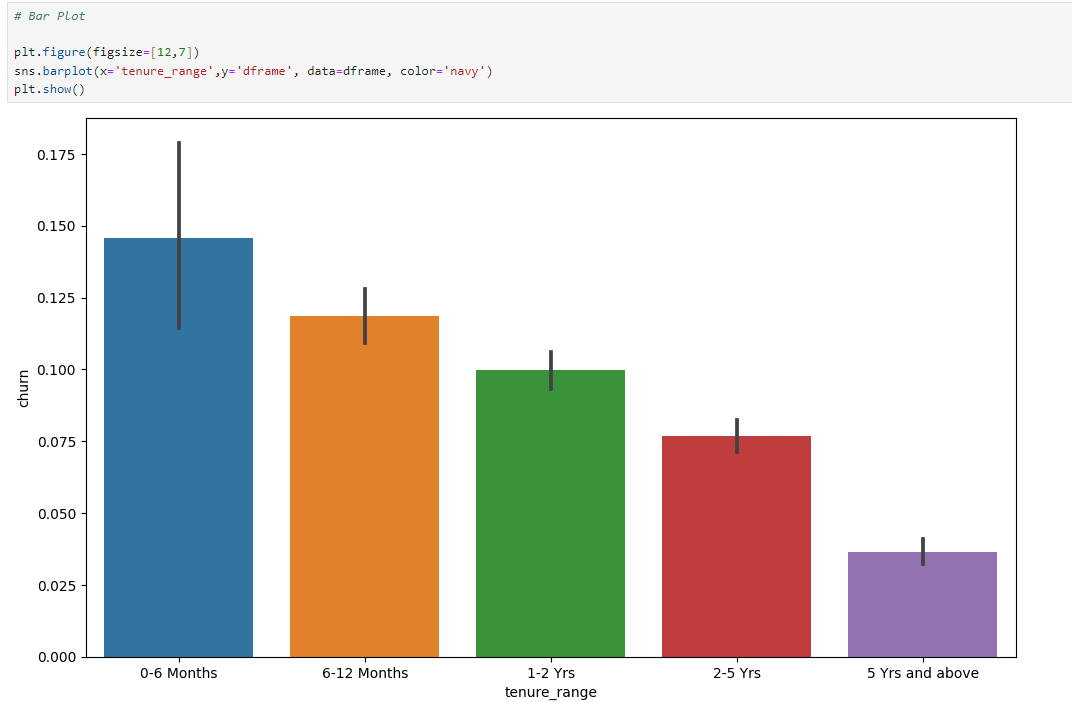 # Bar Plot
plt.figure(figsize=[12,7])
sns.barplot(x='tenure_range',y='dframe', data=dframe, color='navy')
plt.show()
0.175
0.150
0.125
0.100
0.075
0.050
0.025
0.000
churn
0-6 Months 6-12 Months 1-2 Yrs 2-5 Yrs 5 Yrs and above
tenure_range